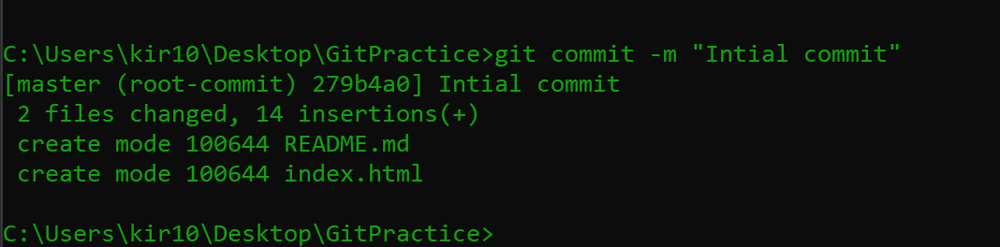 C:\Users\kir10\Desktop\GitPractice>git commit -m "Intial commit"
[master (root-commit) 279b4a0] Intial commit
 2 files changed, 14 insertions(+)
 create mode 100644 README.md
 create mode 100644 index.html
C:\Users\kir10\Desktop\GitPractice>